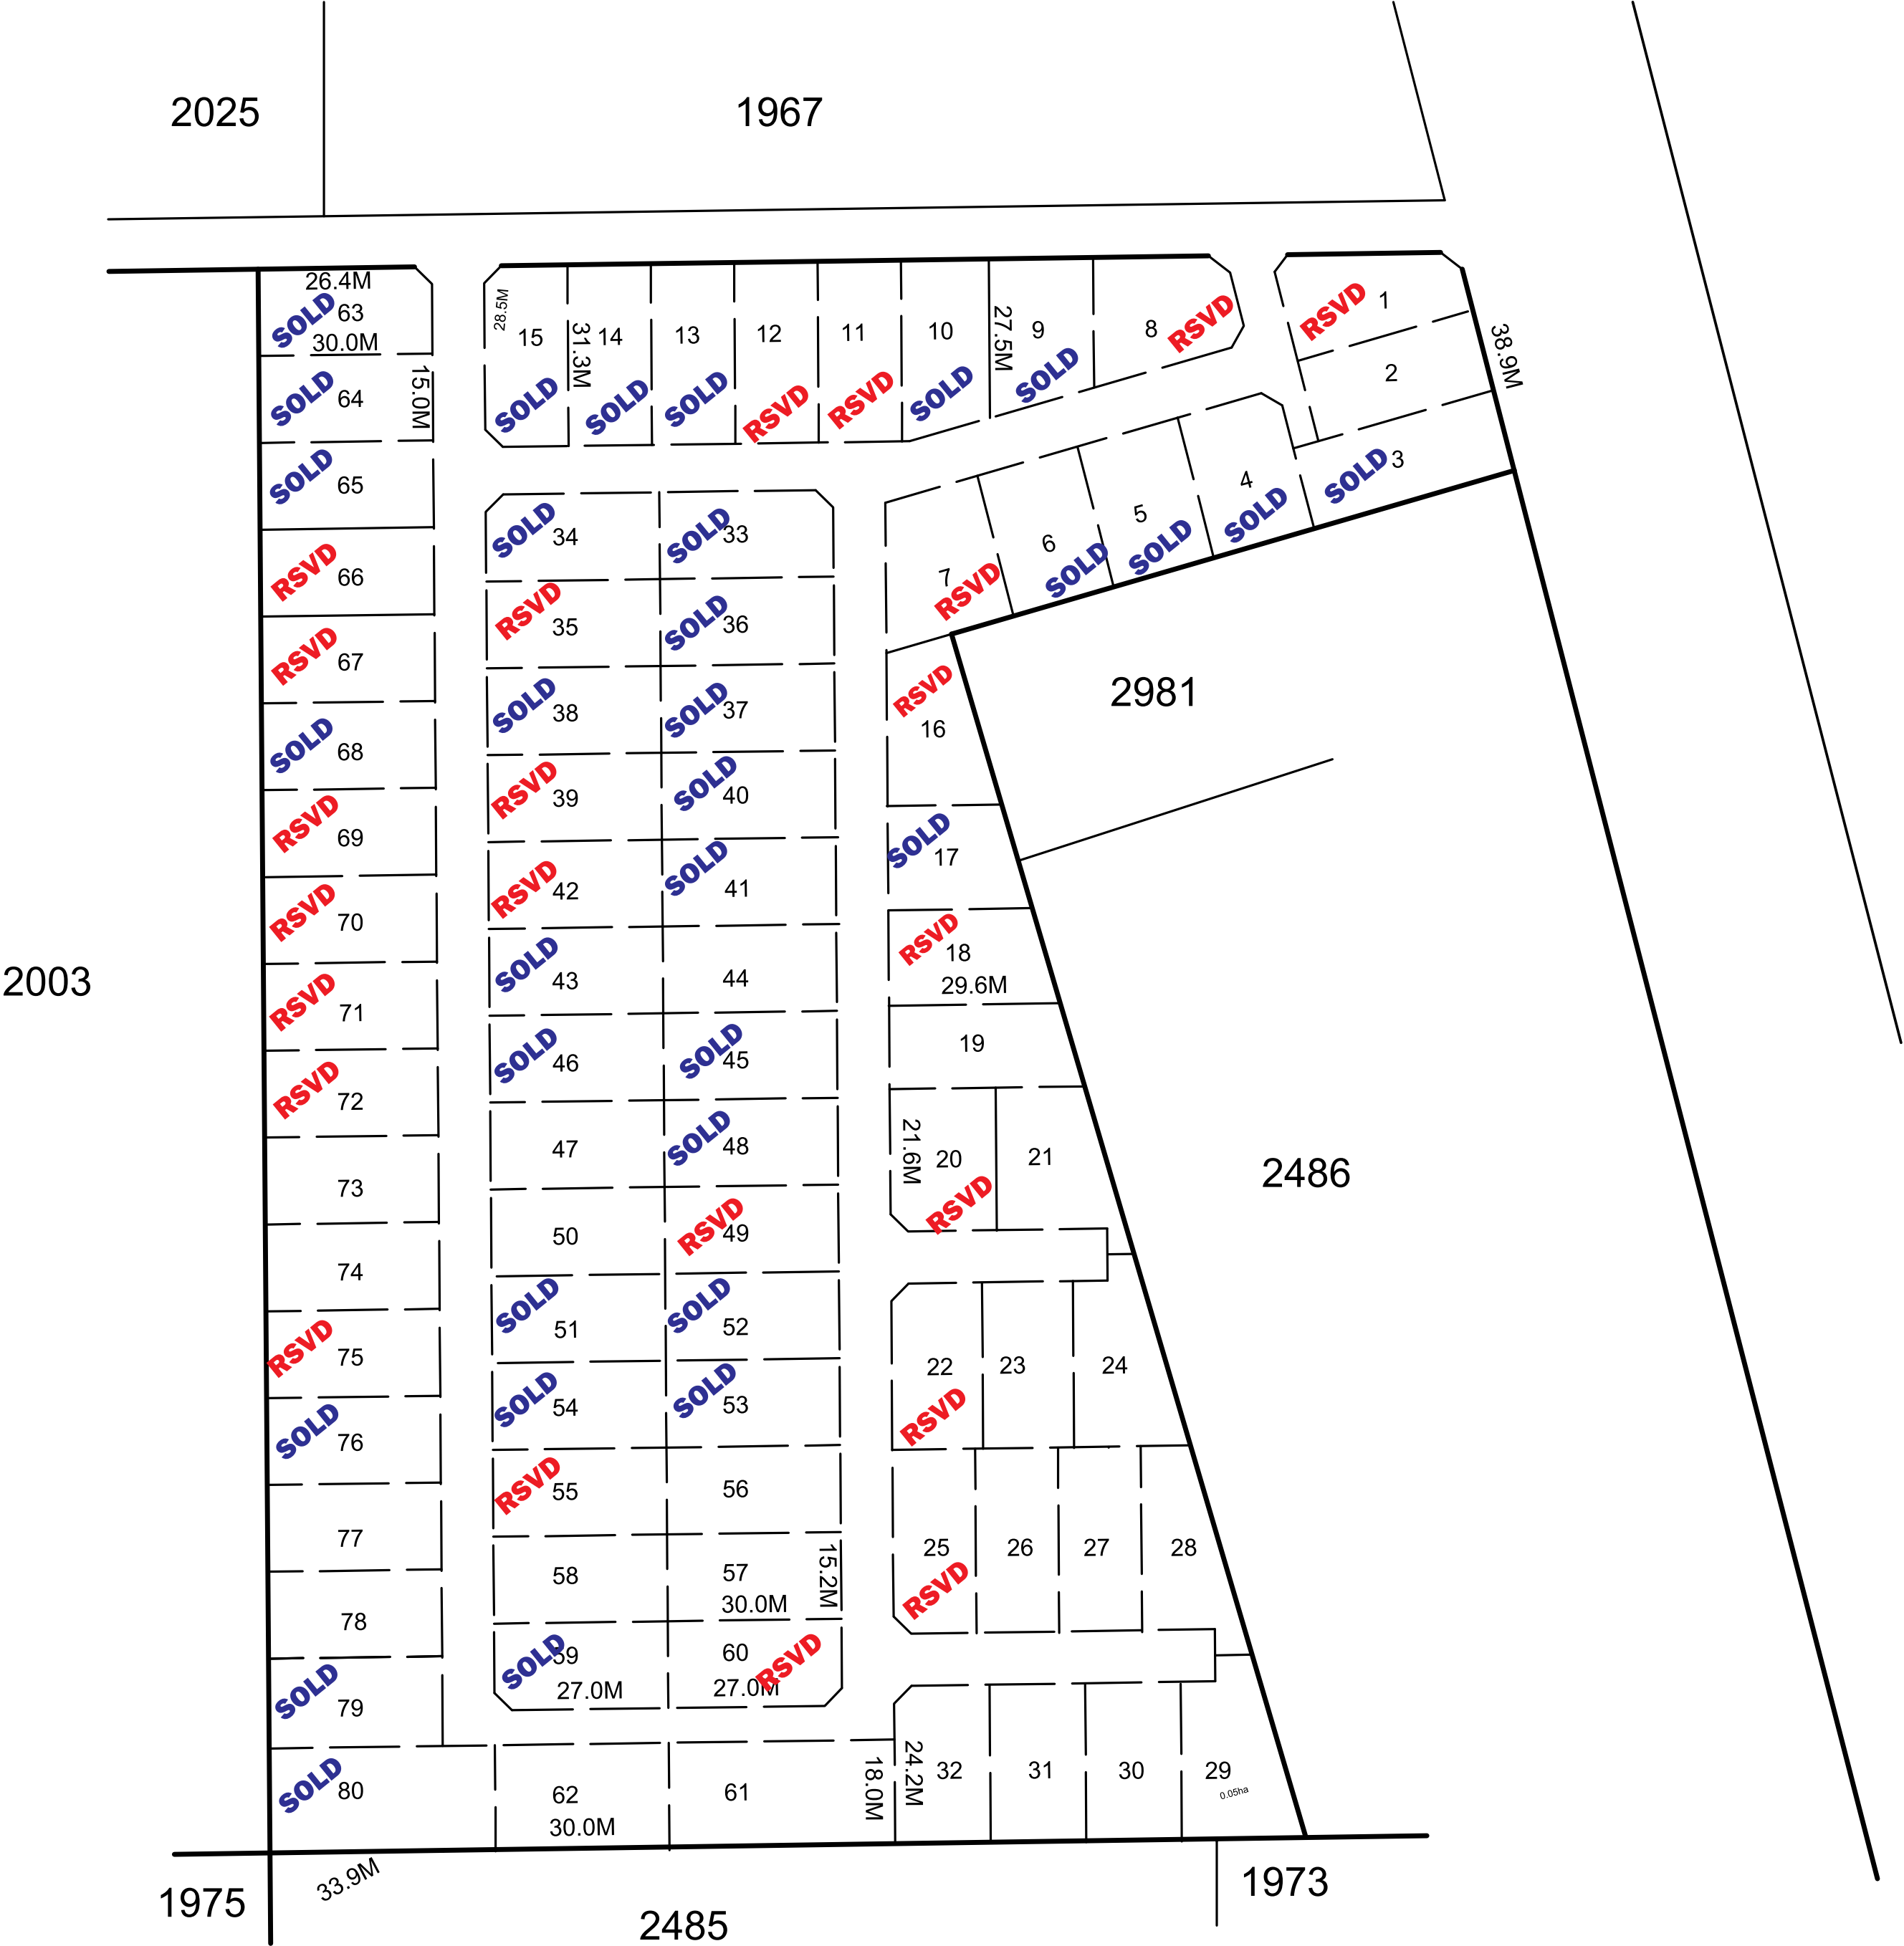 2025
1967
26.4M
SOLD 63
30.0M
15.0M
SOLD 64
SOLD 65
RSVD 66
RSVD 67
SOLD 68
RSVD 69
RSVD 70
RSVD 71
RSVD 72
73
74
RSVD 75
SOLD 76
77
78
SOLD 79
SOLD 80
28.5M
15 SOLD
31.3M
14 SOLD
13 SOLD
12 RSVD
11 RSVD
10 SOLD
27.5M
9 SOLD
8 RSVD
RSVD 1
38.9M
2
SOLD 3
4 SOLD
5 SOLD
6 SOLD
7 RSVD
SOLD 34
SOLD 33
RSVD 35
SOLD 36
SOLD 38
SOLD 37
RSVD 39
SOLD 40
RSVD 42
SOLD 41
SOLD 43
44
SOLD 46
SOLD 45
47
SOLD 48
50
RSVD 49
SOLD 51
SOLD 52
SOLD 54
SOLD 53
RSVD 55
56
58
57
30.0M
15.2M
SOLD 59
27.0M
60 RSVD
27.0M
62
30.0M
61
18.0M
RSVD 16
SOLD 17
RSVD 18
29.6M
19
21.6M
20 RSVD
21
22 RSVD
23
24
25 RSVD
26
27
28
24.2M
32
31
30
29
0.05ha
2981
2486
2003
33.9M
1975
2485
1973